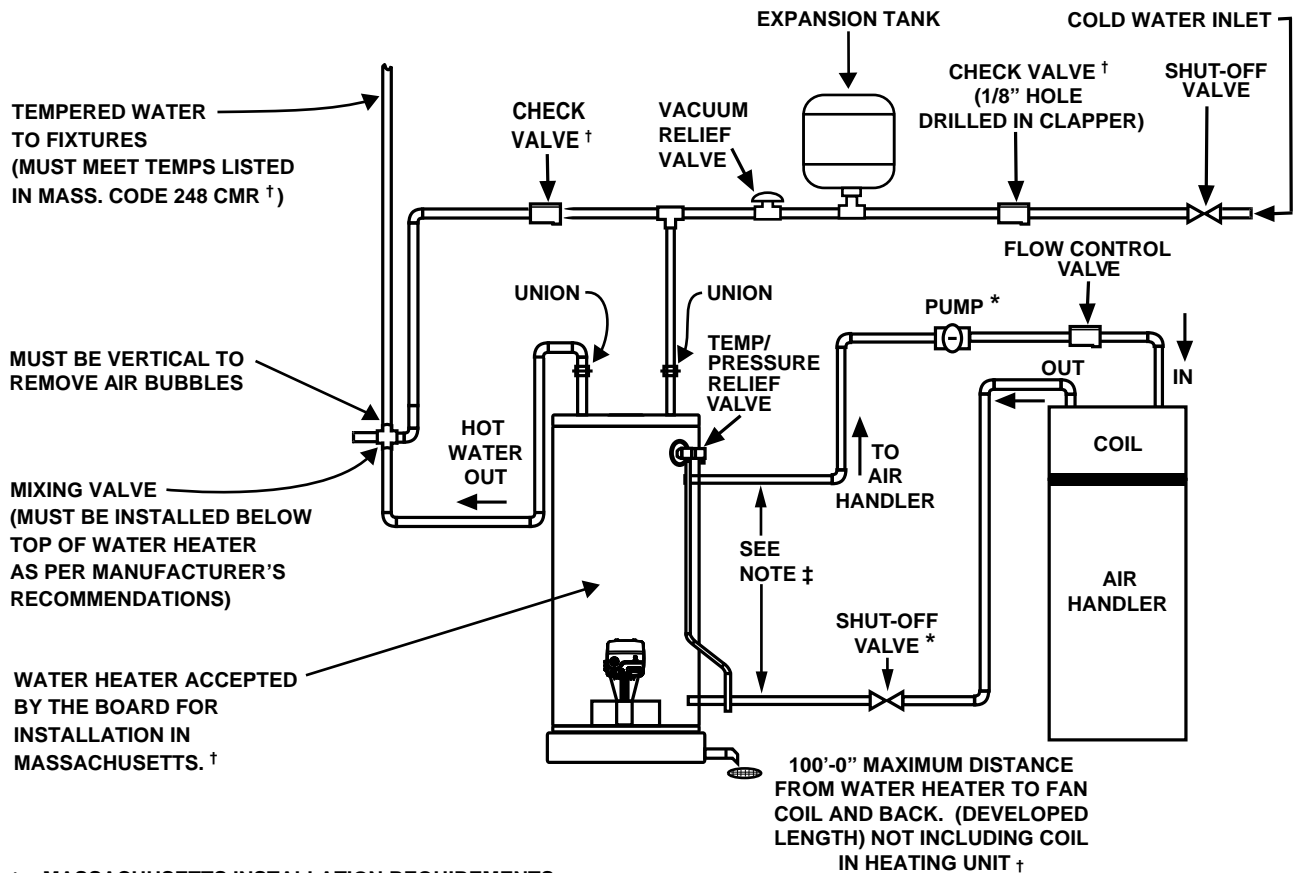 EXPANSION TANK
COLD WATER INLET
TEMPERED WATER
TO FIXTURES
(MUST MEET TEMPS LISTED
IN MASS. CODE 248 CMR †)
CHECK
VALVE †
VACUUM
RELIEF
VALVE
CHECK VALVE †
(1/8” HOLE
DRILLED IN CLAPPER)
SHUT-OFF
VALVE
FLOW CONTROL
VALVE
UNION
UNION
PUMP *
TEMP/
PRESSURE
RELIEF
VALVE
MUST BE VERTICAL TO
REMOVE AIR BUBBLES
OUT
IN
HOT
WATER
OUT
TO
AIR
HANDLER
COIL
MIXING VALVE
(MUST BE INSTALLED BELOW
TOP OF WATER HEATER
AS PER MANUFACTURER’S
RECOMMENDATIONS)
SEE
NOTE ‡
AIR
HANDLER
SHUT-OFF
VALVE *
WATER HEATER ACCEPTED
BY THE BOARD FOR
INSTALLATION IN
MASSACHUSETTS. †
100’-0” MAXIMUM DISTANCE
FROM WATER HEATER TO FAN
COIL AND BACK. (DEVELOPED
LENGTH) NOT INCLUDING COIL
IN HEATING UNIT †
MASSACHUSETTS INSTALLATION REQUIREMENTS